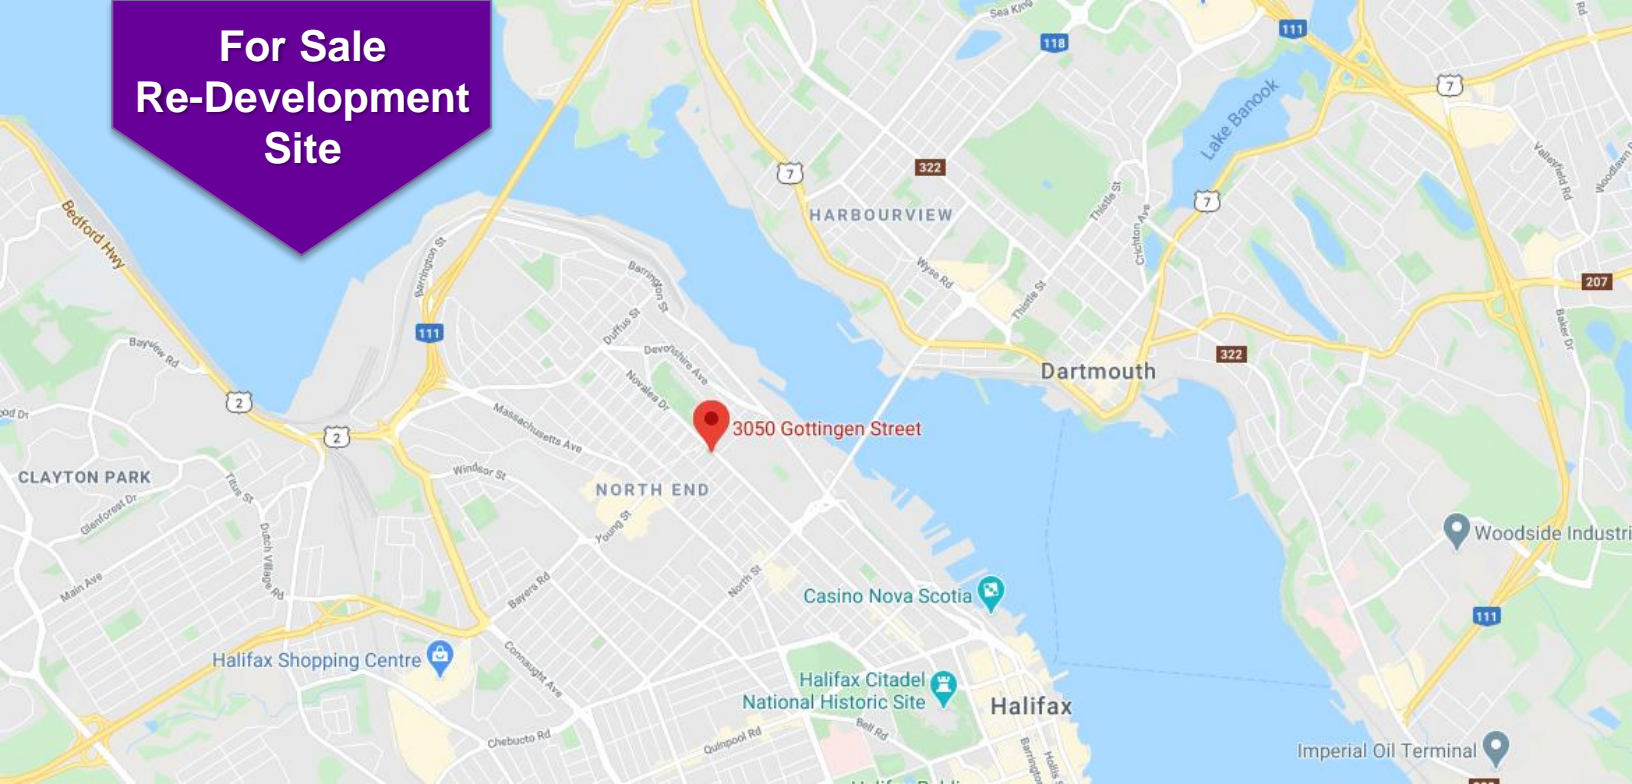 For Sale
Re-Development
Site
Sea King
118
111
7
Lake Banook
7
322
Valleyfield Rd
HARBOURVIEW
Thistle St
Crichton Ave
7
Bedford Hwy
Barrington St
Barrington St
Wyse Rd
Thistle St
207
Duffus St
111
Bayview Rd
Devonshire Ave
322
Baker Dr
Dartmouth
Novalea Dr
2
2
Massachusetts Ave
3050 Gottingen Street
CLAYTON PARK
Titus St
Windsor St
NORTH END
Glenforest Dr
Young St
Dutch Village Rd
Woodside Industri
Main Ave
Bayers Rd
North St
Casino Nova Scotia
111
Halifax Shopping Centre
Connaught Ave
Halifax Citadel
National Historic Site
Halifax
Bell Rd
Chebucto Rd
Quinpool Rd
Imperial Oil Terminal